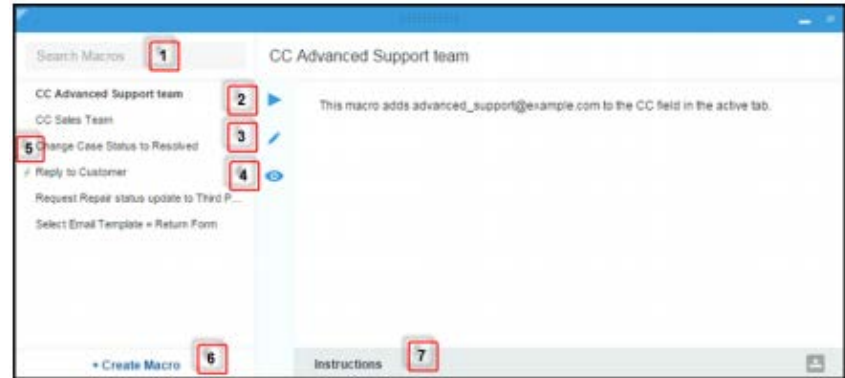 Search Macros 1
CC Advanced Support team
CC Advanced Support team 2
CC Sales Team
3
5 Change Case Status to Resolved
Reply to Customer 4
Request Repair status update to Third P...
Select Email Template = Return Form
+ Create Macro 6
This macro adds advanced_support@example.com to the CC field in the active tab.
Instructions 7